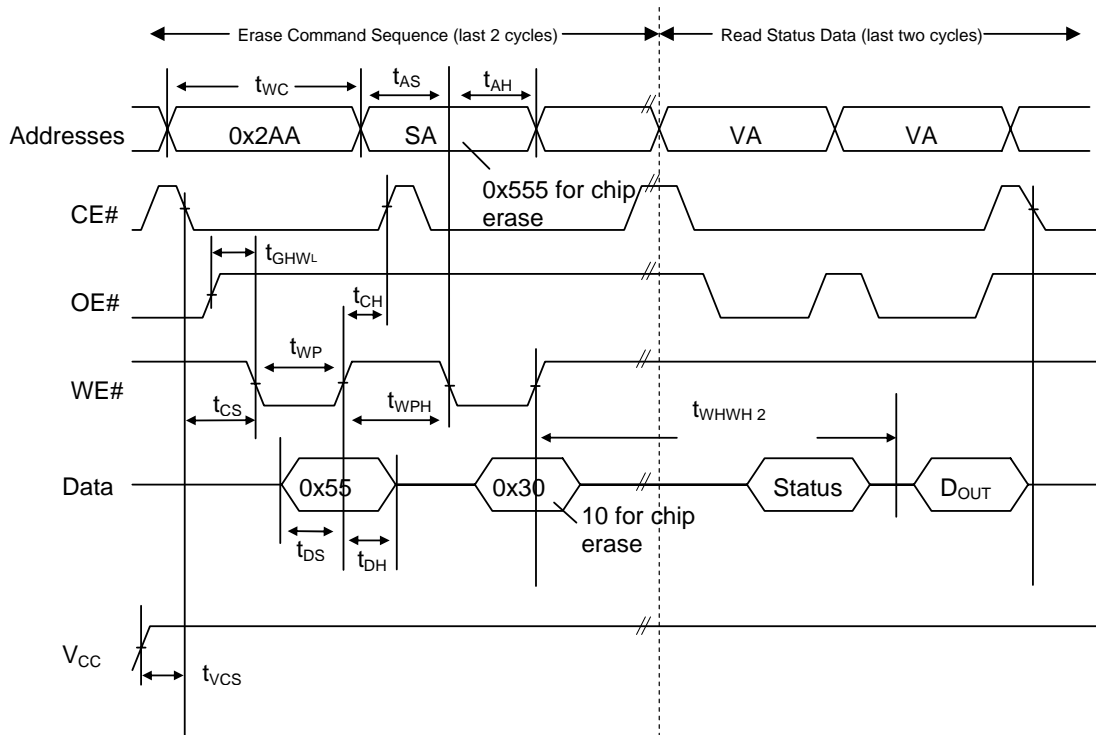 Erase Command Sequence (last 2 cycles)
Read Status Data (last two cycles)
tWC
tAS
tAH
Addresses
0x2AA
SA
VA
VA
0x555 for chip
erase
CE#
tGHWL
OE#
tCH
tWP
WE#
tCS
tWPH
tWHWH 2
Data
0x55
0x30
Status
DOUT
10 for chip
erase
tDS
tDH
VCC
tVCS